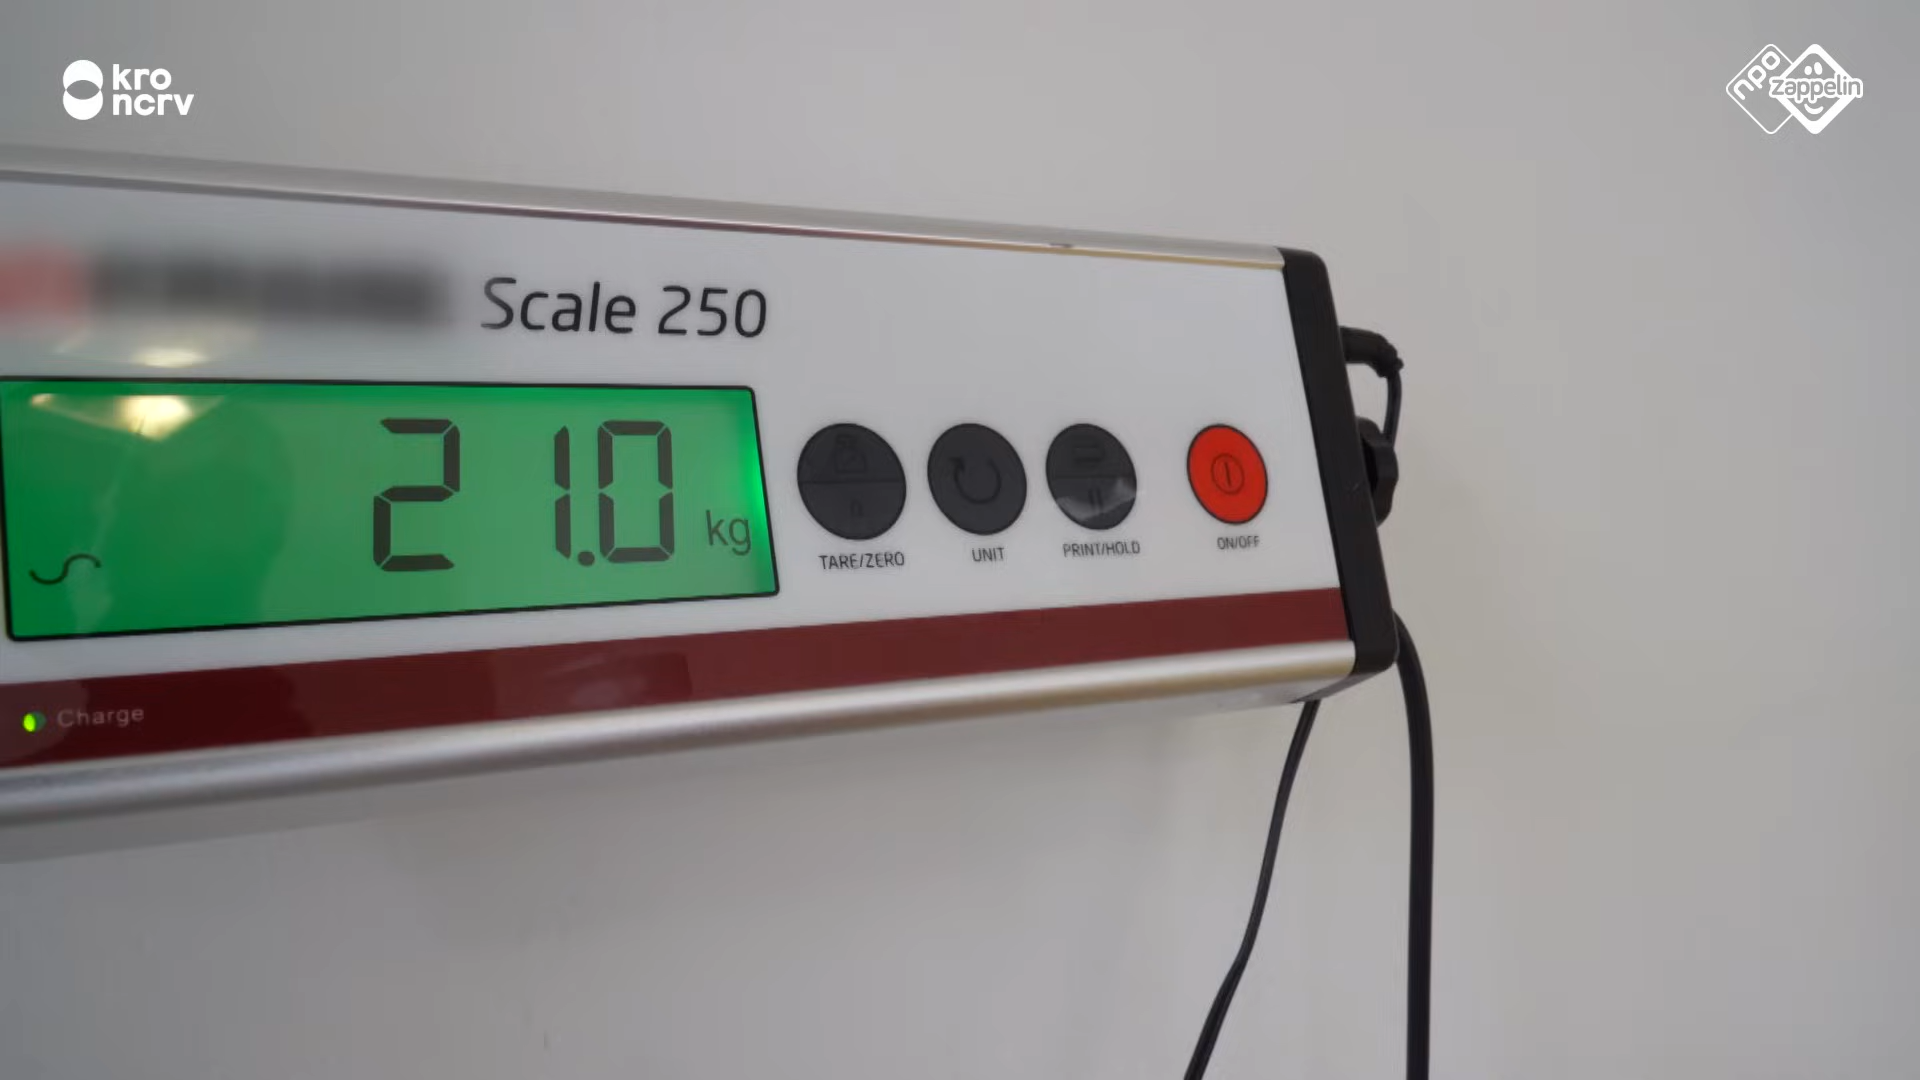 kro
ncrv
npo
zappelin
Scale 250
21.0 kg
TARE/ZERO
UNIT
PRINT/HOLD
ON/OFF
Charge